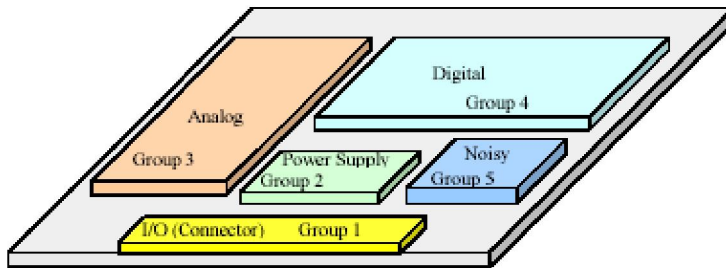 Digital
Group 4
Analog
Group 3
Power Supply
Group 2
Noisy
Group 5
I/O (Connector) Group 1